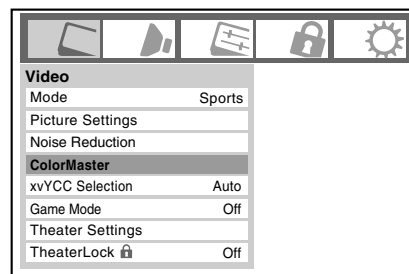 Video
Mode Sports
Picture Settings
Noise Reduction
ColorMaster
xvYCC Selection Auto
Game Mode Off
Theater Settings
TheaterLock Off